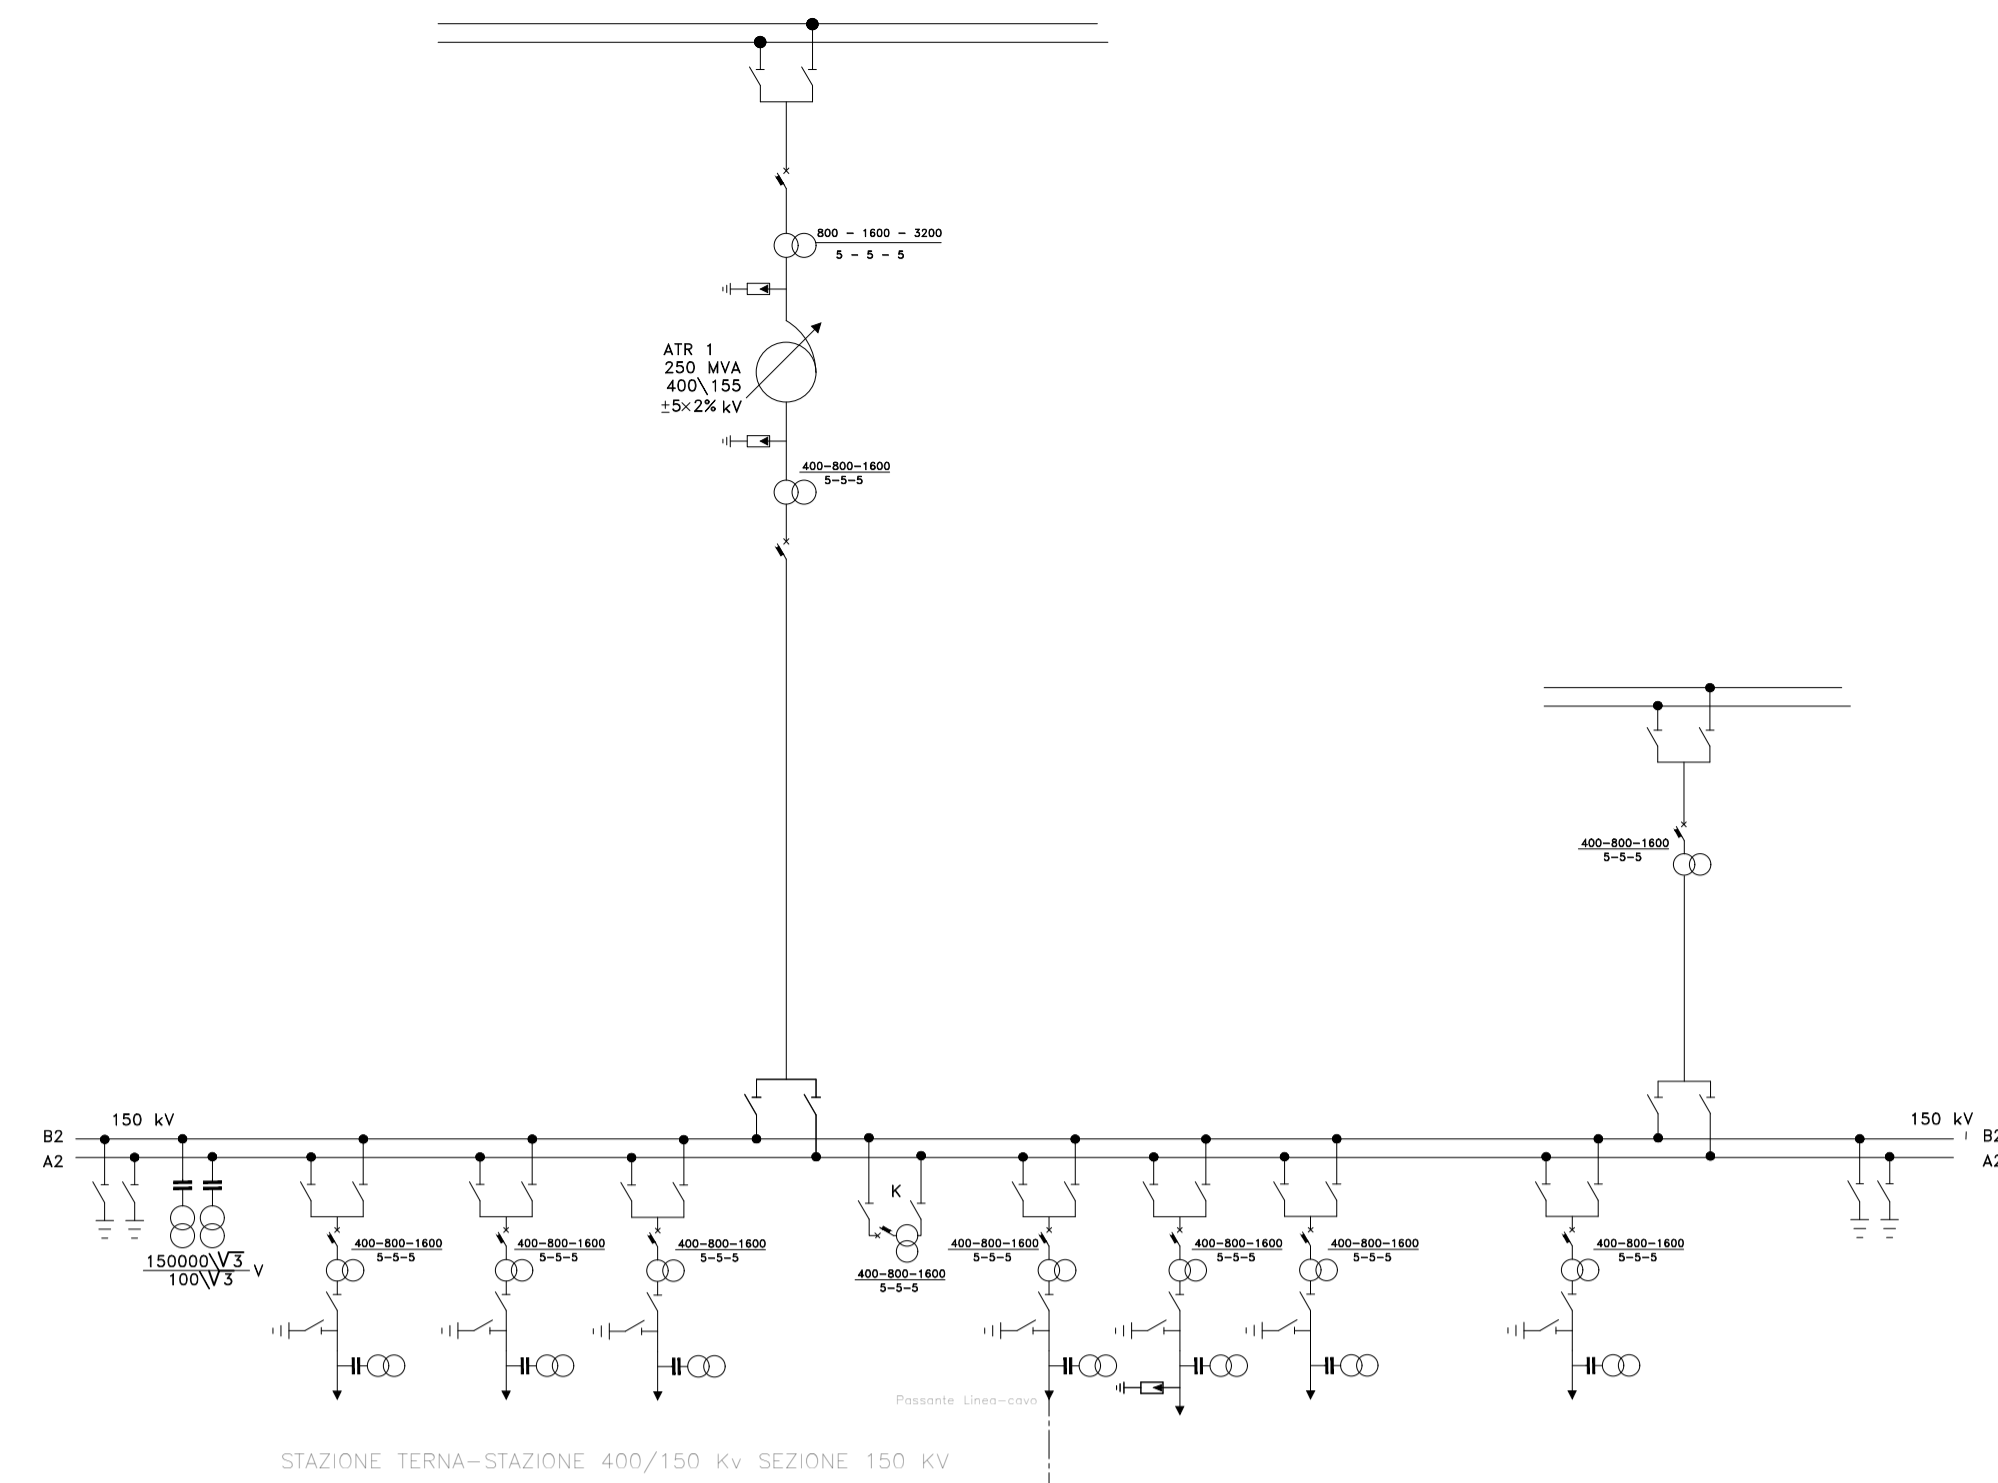 800 - 1600 - 3200
5 - 5 - 5
ATR 1
250 MVA
400\155
±5×2% kV
400-800-1600
5-5-5
400-800-1600
5-5-5
150 kV
150 kV
B2
B2
A2
A2
K
150000\√3
100\√3
V
400-800-1600
5-5-5
400-800-1600
5-5-5
400-800-1600
5-5-5
400-800-1600
5-5-5
400-800-1600
5-5-5
400-800-1600
5-5-5
400-800-1600
5-5-5
400-800-1600
5-5-5
Passante Linea-cavo
STAZIONE TERNA-STAZIONE 400/150 Kv SEZIONE 150 KV